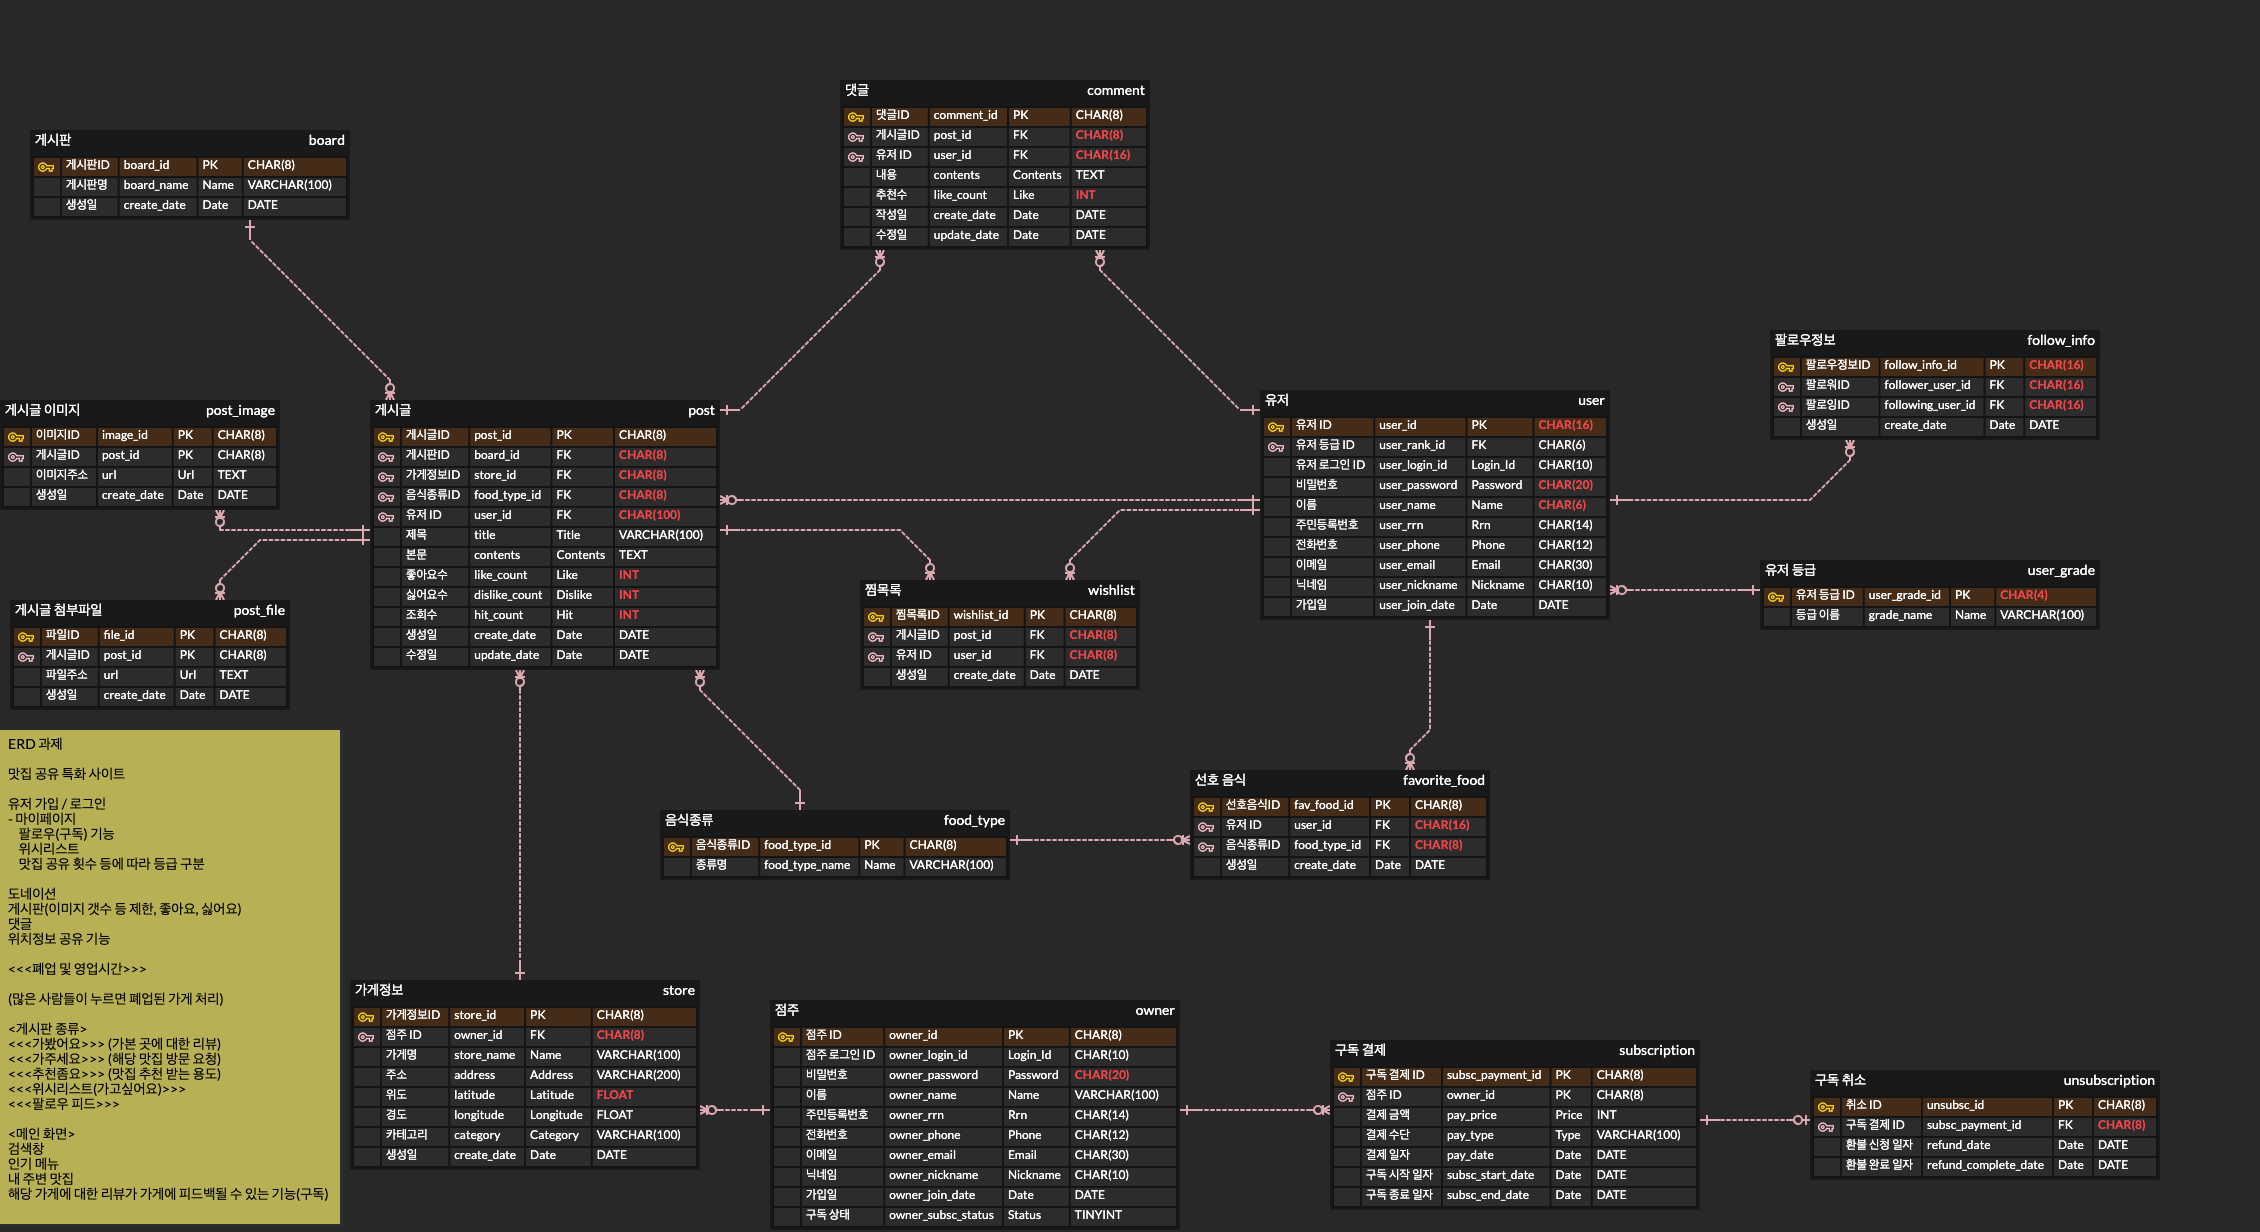 댓글 comment
댓글ID comment_id PK CHAR(8)
게시글ID post_id FK CHAR(8)
유저 ID user_id FK CHAR(16)
내용 contents Contents TEXT
추천수 like_count Like INT
작성일 create_date Date DATE
수정일 update_date Date DATE
게시판 board
게시판ID board_id PK CHAR(8)
게시판명 board_name Name VARCHAR(100)
생성일 create_date Date DATE
팔로우정보 follow_info
팔로우정보ID follow_info_id PK CHAR(16)
팔로워ID follower_user_id FK CHAR(16)
팔로잉ID following_user_id FK CHAR(16)
생성일 create_date Date DATE
게시글 이미지 post_image
이미지ID image_id PK CHAR(8)
게시글ID post_id PK CHAR(8)
이미지주소 url Url TEXT
생성일 create_date Date DATE
게시글 post
게시글ID post_id PK CHAR(8)
게시판ID board_id FK CHAR(8)
가게정보ID store_id FK CHAR(8)
음식종류ID food_type_id FK CHAR(8)
유저 ID user_id FK CHAR(100)
제목 title Title VARCHAR(100)
본문 contents Contents TEXT
좋아요수 like_count Like INT
싫어요수 dislike_count Dislike INT
조회수 hit_count Hit INT
생성일 create_date Date DATE
수정일 update_date Date DATE
유저 user
유저 ID user_id PK CHAR(16)
유저 등급 ID user_rank_id FK CHAR(6)
유저 로그인 ID user_login_id Login_Id CHAR(10)
비밀번호 user_password Password CHAR(20)
이름 user_name Name CHAR(6)
주민등록번호 user_rrn Rrn CHAR(14)
전화번호 user_phone Phone CHAR(12)
이메일 user_email Email CHAR(30)
닉네임 user_nickname Nickname CHAR(10)
가입일 user_join_date Date DATE
유저 등급 user_grade
유저 등급 ID user_grade_id PK CHAR(4)
등급 이름 grade_name Name VARCHAR(100)
찜목록 wishlist
찜목록ID wishlist_id PK CHAR(8)
게시글ID post_id FK CHAR(8)
유저 ID user_id FK CHAR(8)
생성일 create_date Date DATE
게시글 첨부파일 post_file
파일ID file_id PK CHAR(8)
게시글ID post_id PK CHAR(8)
파일주소 url Url TEXT
생성일 create_date Date DATE
ERD 과제
맛집 공유 특화 사이트
유저 가입 / 로그인
- 마이페이지
팔로우(구독) 기능
위시리스트
맛집 공유 횟수 등에 따라 등급 구분
도네이션
게시판(이미지 갯수 등 제한, 좋아요, 싫어요)
댓글
위치정보 공유 기능
<<<폐업 및 영업시간>>>
(많은 사람들이 누르면 폐업된 가게 처리)
<게시판 종류>
<<<가봤어요>>> (가본 곳에 대한 리뷰)
<<<가주세요>>> (해당 맛집 방문 요청)
<<<추천좀요>>> (맛집 추천 받는 용도)
<<<위시리스트(가고싶어요)>>>
<<<팔로우 피드>>>
<메인 화면>
검색창
인기 메뉴
내 주변 맛집
해당 가게에 대한 리뷰가 가게에 피드백될 수 있는 기능(구독)
선호 음식 favorite_food
선호음식ID fav_food_id PK CHAR(8)
유저 ID user_id FK CHAR(16)
음식종류ID food_type_id FK CHAR(8)
생성일 create_date Date DATE
음식종류 food_type
음식종류ID food_type_id PK CHAR(8)
종류명 food_type_name Name VARCHAR(100)
가게정보 store
가게정보ID store_id PK CHAR(8)
점주 ID owner_id FK CHAR(8)
가게명 store_name Name VARCHAR(100)
주소 address Address VARCHAR(200)
위도 latitude Latitude FLOAT
경도 longitude Longitude FLOAT
카테고리 category Category VARCHAR(100)
생성일 create_date Date DATE
점주 owner
점주 ID owner_id PK CHAR(8)
점주 로그인 ID owner_login_id Login_Id CHAR(10)
비밀번호 owner_password Password CHAR(20)
이름 owner_name Name VARCHAR(100)
주민등록번호 owner_rrn Rrn CHAR(14)
전화번호 owner_phone Phone CHAR(12)
이메일 owner_email Email CHAR(30)
닉네임 owner_nickname Nickname CHAR(10)
가입일 owner_join_date Date DATE
구독 상태 owner_subsc_status Status TINYINT
구독 결제 subscription
구독 결제 ID subsc_payment_id PK CHAR(8)
점주 ID owner_id PK CHAR(8)
결제 금액 pay_price Price INT
결제 수단 pay_type Type VARCHAR(100)
결제 일자 pay_date Date DATE
구독 시작 일자 subsc_start_date Date DATE
구독 종료 일자 subsc_end_date Date DATE
구독 취소 unsubscription
취소 ID unsubsc_id PK CHAR(8)
구독 결제 ID subsc_payment_id FK CHAR(8)
환불 신청 일자 refund_date Date DATE
환불 완료 일자 refund_complete_date Date DATE